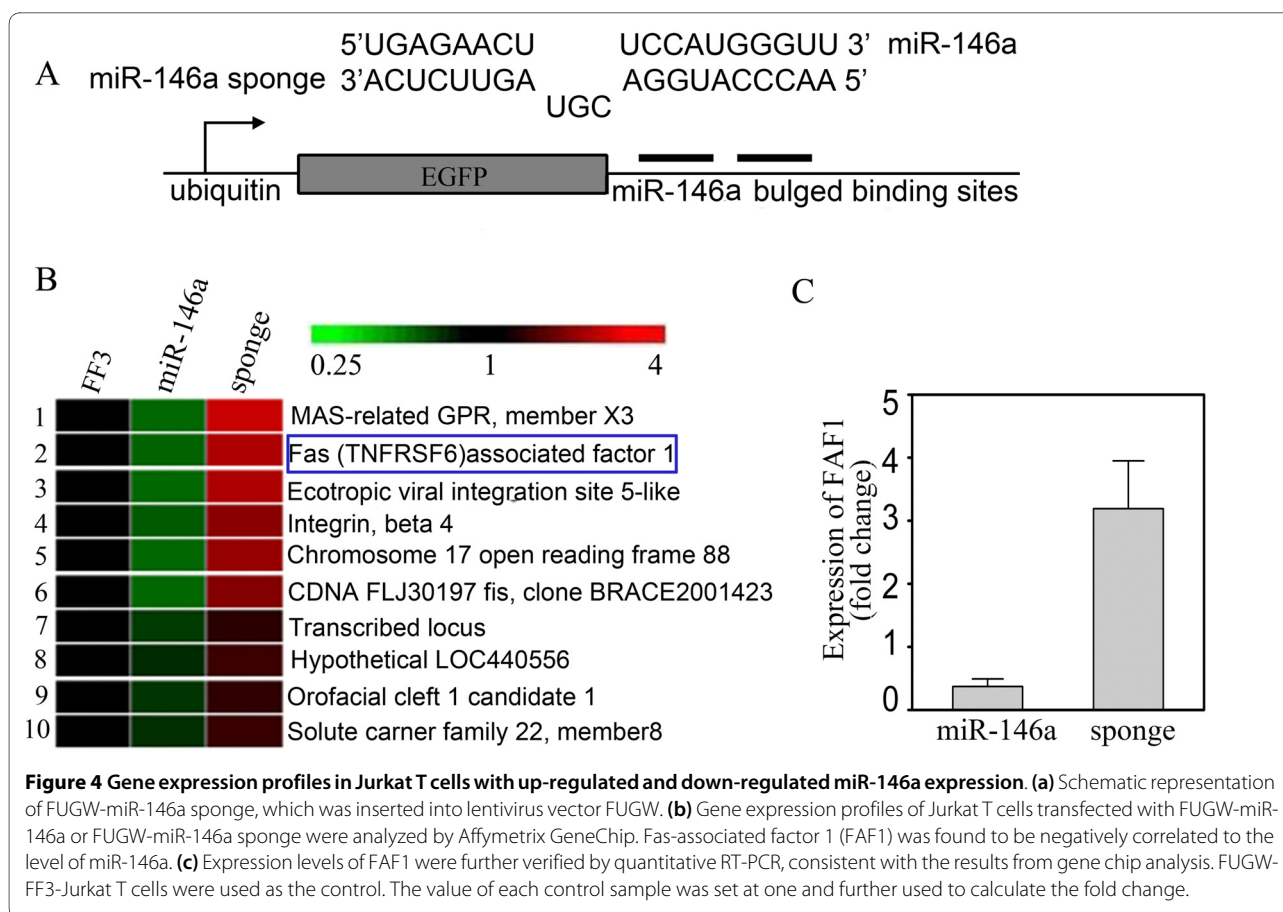 A
5'UGAGAACU UCCAUGGGUU 3' miR-146a
miR-146a sponge 3'ACUCUUGA AGGUACCCAA 5'
UGC
EGFP
ubiquitin miR-146a bulged binding sites
B
FF3 miR-146a sponge
0.25 1 4
1 MAS-related GPR, member X3
2 Fas (TNFRSF6)associated factor 1
3 Ecotropic viral integration site 5-like
4 Integrin, beta 4
5 Chromosome 17 open reading frame 88
6 CDNA FLJ30197 fis, clone BRACE2001423
7 Transcribed locus
8 Hypothetical LOC440556
9 Orofacial cleft 1 candidate 1
10 Solute carner family 22, member8
C
Expression of FAF1
(fold change)
5
4
3
2
1
0
miR-146a sponge
Figure 4 Gene expression profiles in Jurkat T cells with up-regulated and down-regulated miR-146a expression. (a) Schematic representation
of FUGW-miR-146a sponge, which was inserted into lentivirus vector FUGW. (b) Gene expression profiles of Jurkat T cells transfected with FUGW-miR-
146a or FUGW-miR-146a sponge were analyzed by Affymetrix GeneChip. Fas-associated factor 1 (FAF1) was found to be negatively correlated to the
level of miR-146a. (c) Expression levels of FAF1 were further verified by quantitative RT-PCR, consistent with the results from gene chip analysis. FUGW-
FF3-Jurkat T cells were used as the control. The value of each control sample was set at one and further used to calculate the fold change.